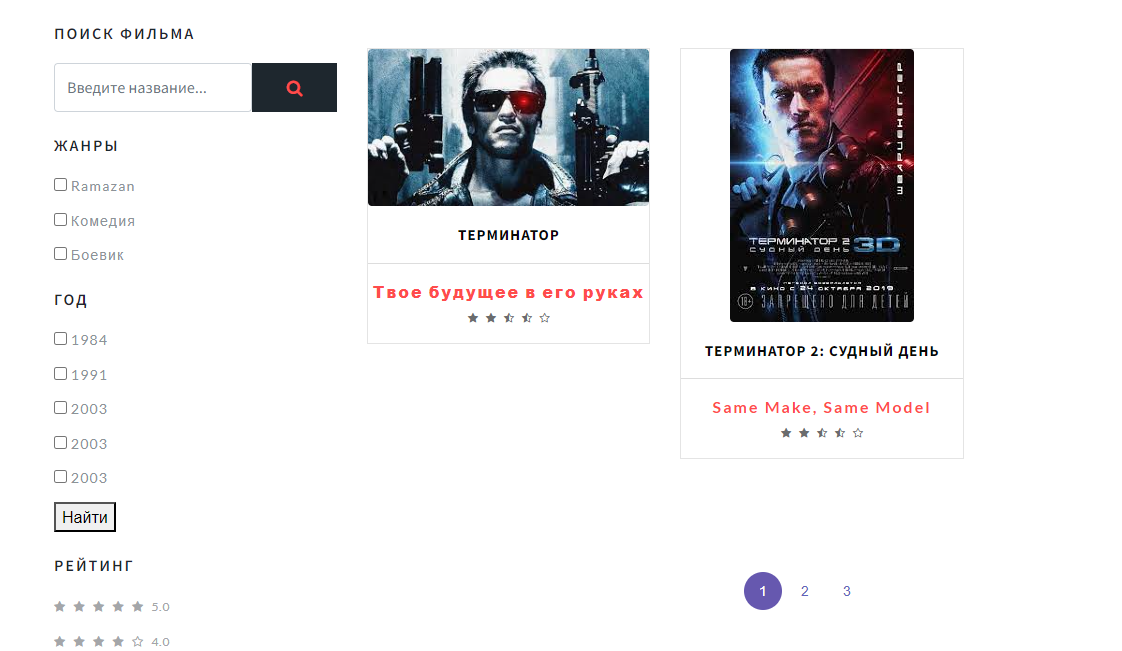 ПОИСК ФИЛЬМА
Введите название...
ЖАНРЫ
Ramazan
Комедия
Боевик
ГОД
1984
1991
2003
2003
2003
Найти
РЕЙТИНГ
5.0
4.0
ТЕРМИНАТОР
Твое будущее в его руках
ШВАРЦЕНЕГГЕР
ТЕРМИНАТОР 2 3D
СУДНЫЙ ДЕНЬ
В КИНО С 24 ОКТЯБРЯ 2019
18+ ЗАПРЕЩЕНО ДЛЯ ДЕТЕЙ
ТЕРМИНАТОР 2: СУДНЫЙ ДЕНЬ
Same Make, Same Model
1 2 3